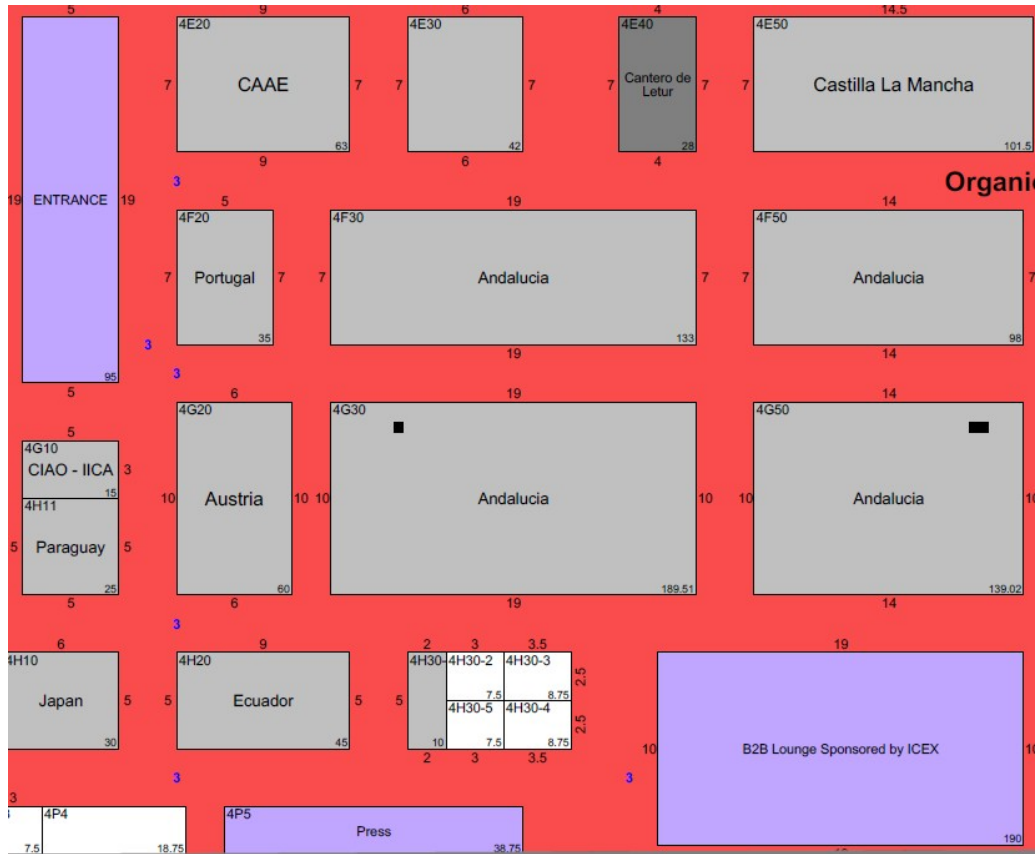 5
9
6
4
14.5
4E20
4E30
4E40
4E50
7
CAAE
7
7
7
7
Cantero de
Letur
7
7
Castilla La Mancha
63
42
28
101.5
9
6
4
3
Organic
19
ENTRANCE
19
5
19
14
4F20
4F30
4F50
7
Portugal
7
7
Andalucia
7
7
Andalucia
7
35
133
98
3
95
19
14
3
5
6
19
14
4G20
4G30
4G50
5
4G10
CIAO - IICA
3
15
10
Austria
10
10
Andalucia
10
10
Andalucia
10
4H11
5
Paraguay
5
25
60
189.51
139.02
5
6
19
14
3
6
9
2
3
3.5
19
4H10
4H20
4H30-
4H30-2
4H30-3
7.5
8.75
2.5
Japan
5
5
Ecuador
5
5
4H30-5
4H30-4
2.5
30
45
10
7.5
8.75
2
3
3.5
10
B2B Lounge Sponsored by ICEX
10
3
3
3
4P4
4P5
Press
7.5
18.75
38.75
190